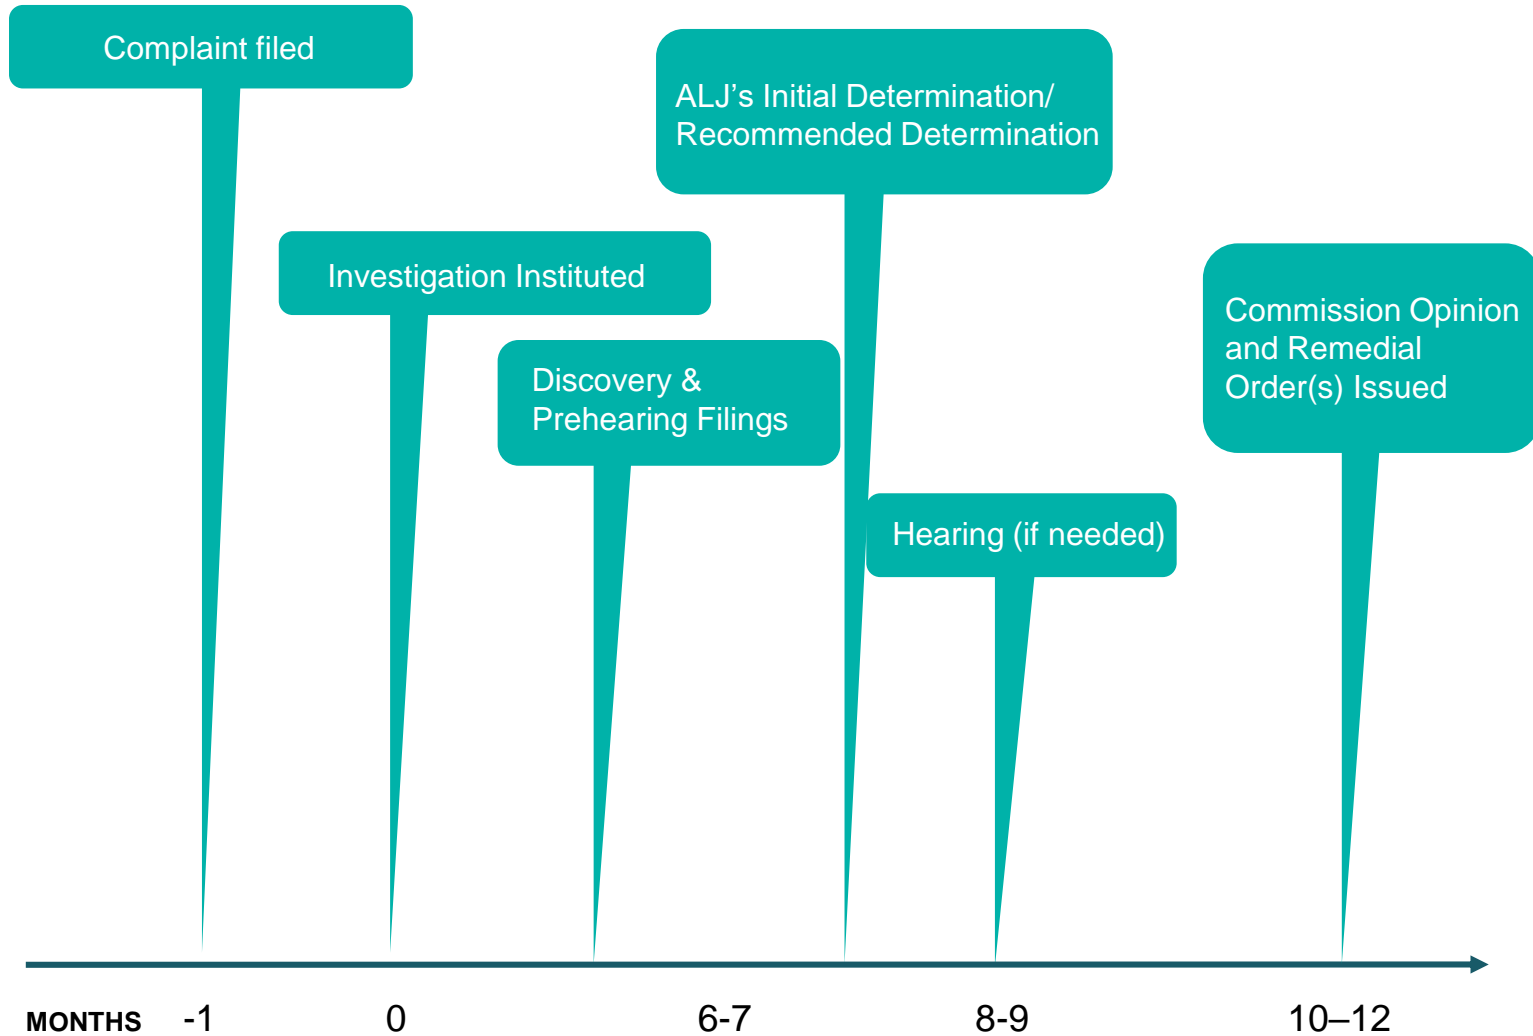 Complaint filed
ALJ’s Initial Determination/
Recommended Determination
Investigation Instituted
Commission Opinion
and Remedial
Order(s) Issued
Discovery &
Prehearing Filings
Hearing (if needed)
MONTHS -1 0 6-7 8-9 10–12